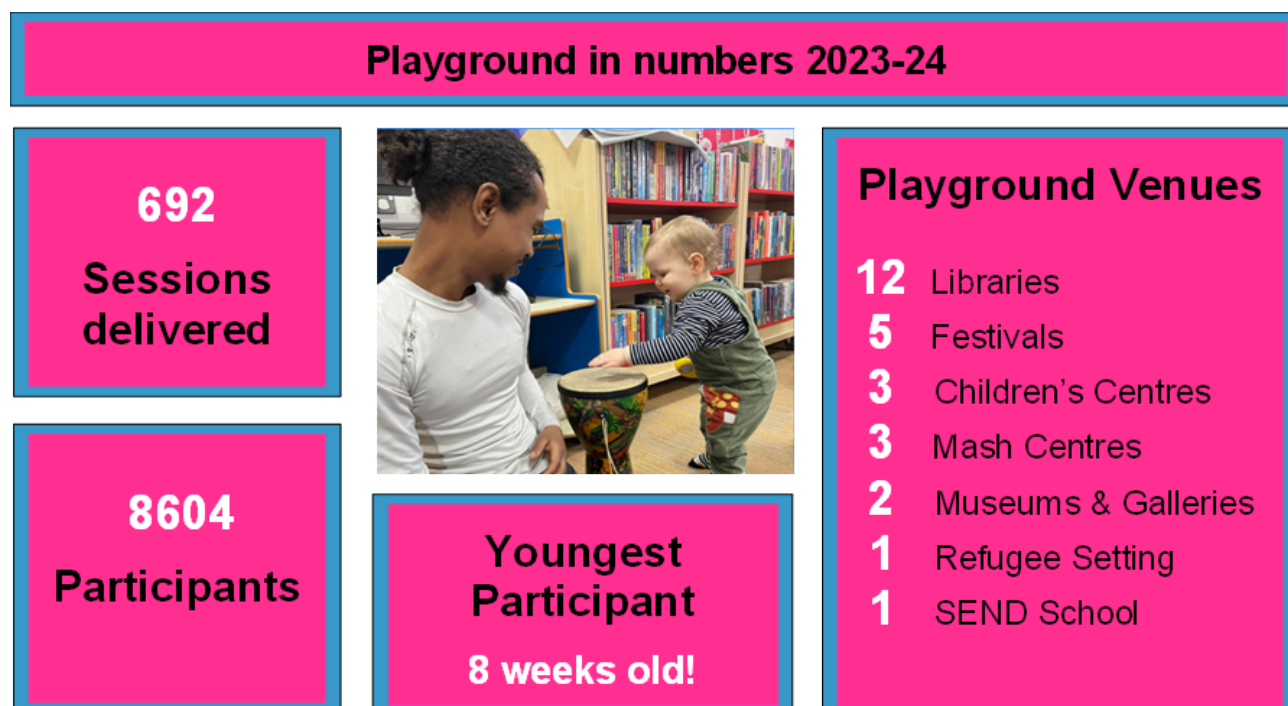 Playground in numbers 2023-24
692
Sessions
delivered
8604
Participants
Youngest
Participant
8 weeks old!
Playground Venues
12 Libraries
5 Festivals
3 Children’s Centres
3 Mash Centres
2 Museums & Galleries
1 Refugee Setting
1 SEND School